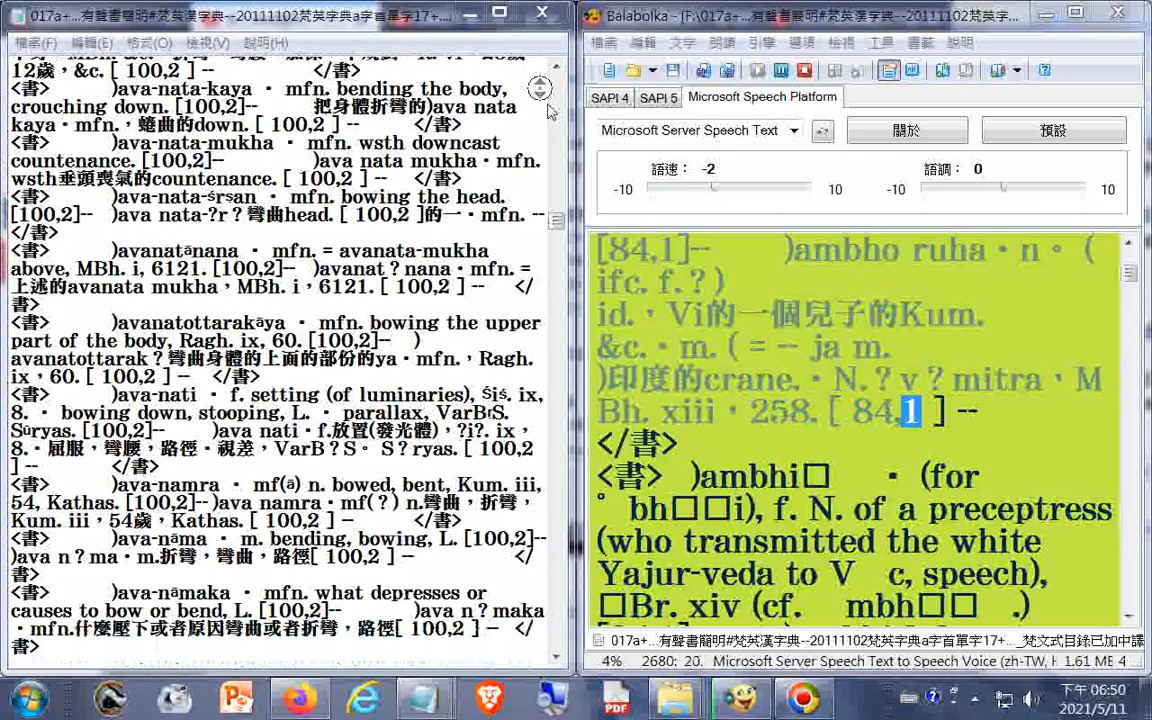 017a+...有聲書簡明#梵英漢字典--20111102梵英字典a字首單字17+...
檔案(F) 編輯(E) 格式(O) 檢視(V) 說明(H)
12歲，&c. [ 100,2 ] -- </書>
<書> )ava-nata-kaya · mfn. bending the body,
crouching down. [100,2]-- 把身體折彎的)ava nata
kaya · mfn.，蜷曲的down. [ 100,2 ] -- </書>
<書> )ava-nata-mukha · mfn. wsth downcast
countenance. [100,2]-- )ava nata mukha · mfn.
wsth垂頭喪氣的countenance. [ 100,2 ] -- </書>
<書> )ava-nata-śrsan · mfn. bowing the head.
[100,2]-- )ava nata-?r ? 彎曲head. [ 100,2 ]的一 · mfn. --
</書>
<書> )avanatānana · mfn. = avanata-mukha
above, MBh. i, 6121. [100,2]-- )avanat ? nana · mfn. =
上述的avanata mukha，MBh. i，6121. [ 100,2 ] -- </
書>
<書> )avanatottarakāya · mfn. bowing the upper
part of the body, Ragh. ix, 60. [100,2]-- )
avanatottarak ? 彎曲身體的上面的部份的ya · mfn.，Ragh.
ix，60. [ 100,2 ] -- </書>
<書> )ava-nati · f. setting (of luminaries), Śiś. ix,
8. · bowing down, stooping, L. · parallax, VarBṛS.
Sūryas. [100,2]-- )ava nati · f.放置(發光體)，?i?. ix，
8. · 屈服，彎腰，路徑 · 視差，VarB ? S。 S ? ryas. [ 100,2
] -- </書>
<書> )ava-namra · mf(ā) n. bowed, bent, Kum. iii,
54, Kathas. [100,2]-- )ava namra · mf( ? ) n.彎曲，折彎，
Kum. iii，54歲，Kathas. [ 100,2 ] -- </書>
<書> )ava-nāma · m. bending, bowing, L. [100,2]--
)ava n ? ma · m.折彎，彎曲，路徑[ 100,2 ] -- </
書>
<書> )ava-nāmaka · mfn. what depresses or
causes to bow or bend, L. [100,2]-- )ava n ? maka
· mfn.什麼壓下或者原因彎曲或者折彎，路徑[ 100,2 ] -- </
書>
Balabolka - [F:\017a+...有聲書簡明#梵英漢字典--20111102梵英字...
檔案 編輯 文字 朗讀 引擎 選項 檢視 工具 書籤 說明
SAPI 4 SAPI 5 Microsoft Speech Platform
Microsoft Server Speech Text 關於 預設
語速： -2 語調： 0
-10 10 -10 10
[84,1]-- )ambho ruha · n。 (
ifc. f. ? )
id.，Vi的一個兒子的Kum.
&c. · m. ( = -- ja m.
)印度的crane. · N. ? v ? mitra，M
Bh. xiii，258. [ 84,1 ] --
</書>
<書> )ambhi□ · (for
° bh□□i), f. N. of a preceptress
(who transmitted the white
Yajur-veda to V c, speech),
□Br. xiv (cf. mbh□□ .)
017a+...有聲書簡明#梵英漢字典--20111102梵英字典a字首單字17+..._梵文式目錄已加中譯
4% 2680: 20. Microsoft Server Speech Text to Speech Voice (zh-TW, H 1.61 MB 4
下午 06:50
2021/5/11